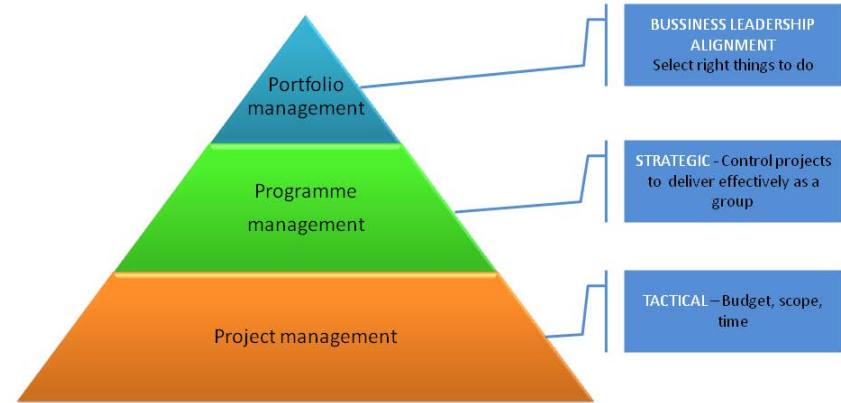 Portfolio
management
BUSSINESS LEADERSHIP
ALIGNMENT
Select right things to do
Programme
management
STRATEGIC - Control projects
to deliver effectively as a
group
Project management
TACTICAL – Budget, scope,
time